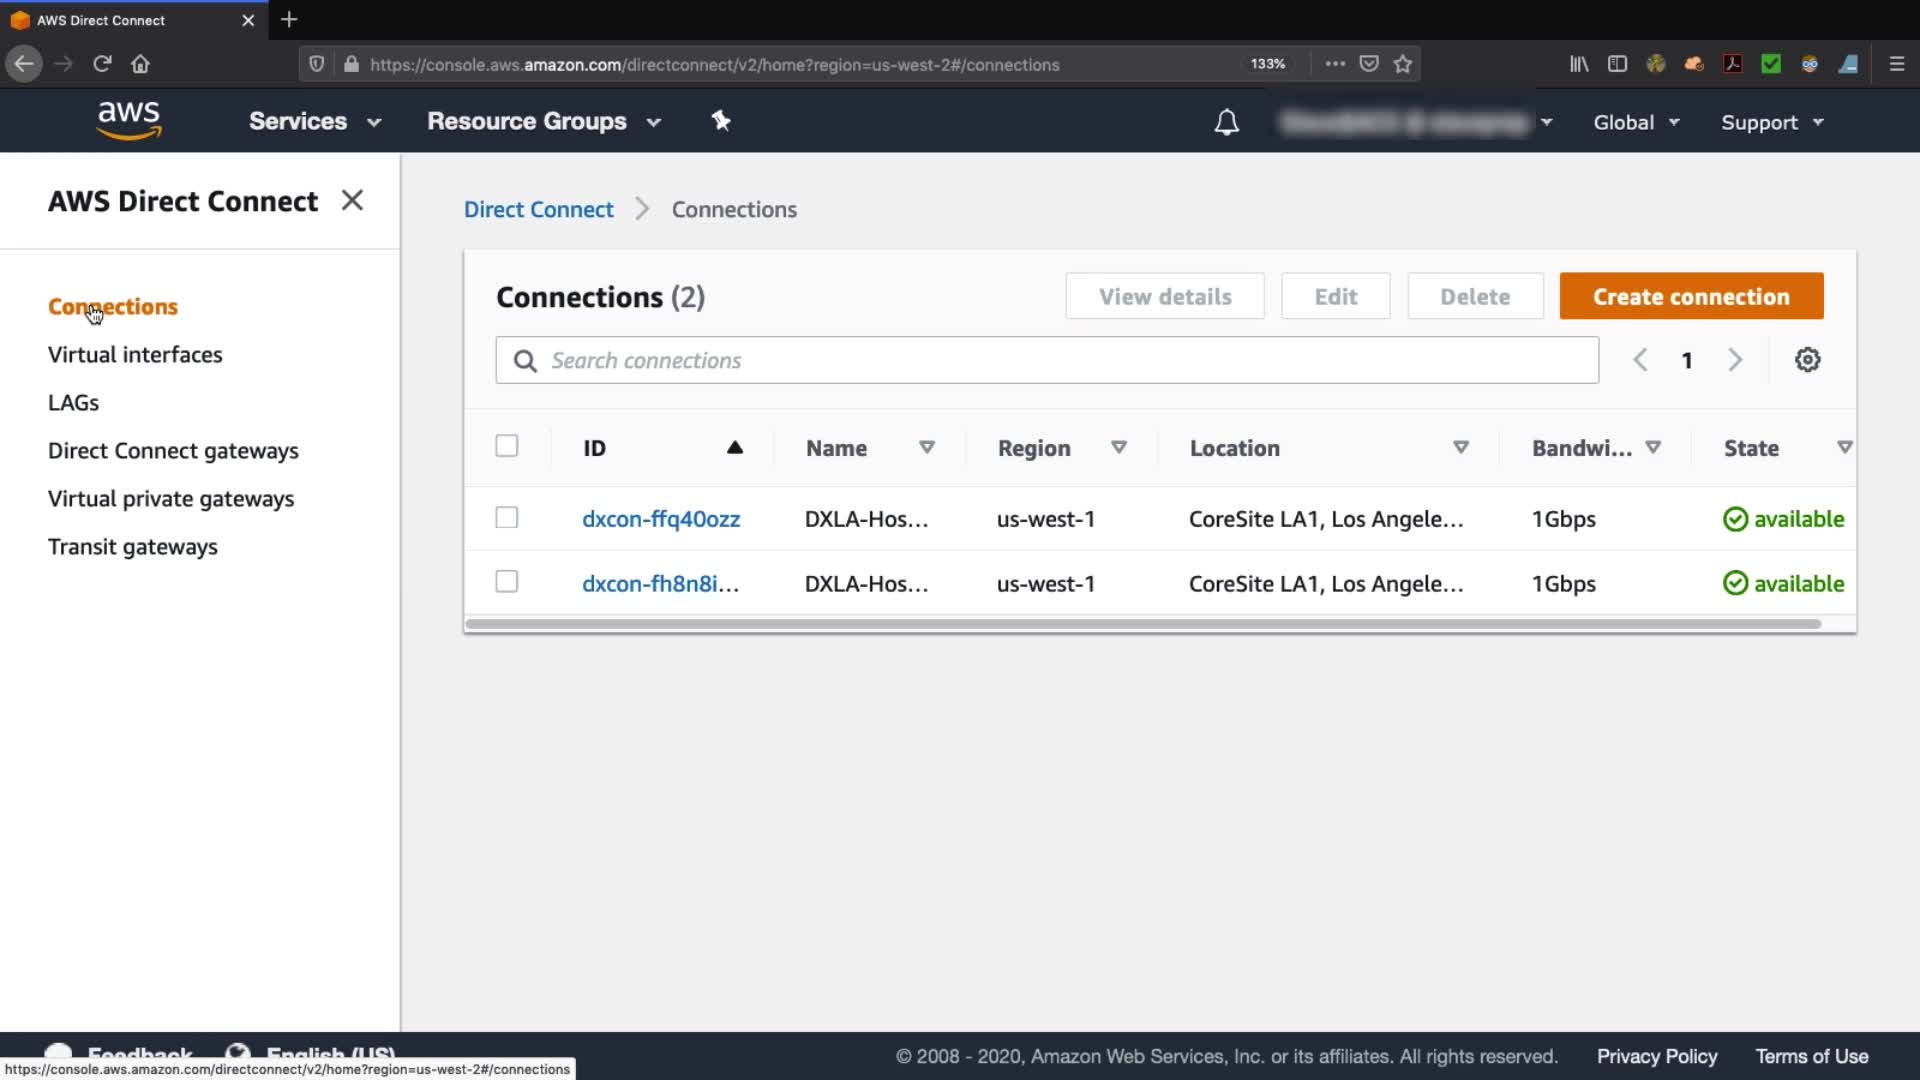 AWS Direct Connect
https://console.aws.amazon.com/directconnect/v2/home?region=us-west-2#/connections
133%
aws
Services
Resource Groups
Global
Support
AWS Direct Connect
Connections
Virtual interfaces
LAGs
Direct Connect gateways
Virtual private gateways
Transit gateways
Direct Connect
Connections
Connections (2)
View details
Edit
Delete
Create connection
Search connections
1
ID
Name
Region
Location
Bandwi...
State
dxcon-ffq40ozz
DXLA-Hos...
us-west-1
CoreSite LA1, Los Angele...
1Gbps
available
dxcon-fh8n8i...
DXLA-Hos...
us-west-1
CoreSite LA1, Los Angele...
1Gbps
available
Feedback
English (US)
© 2008 - 2020, Amazon Web Services, Inc. or its affiliates. All rights reserved.
Privacy Policy
Terms of Use
https://console.aws.amazon.com/directconnect/v2/home?region=us-west-2#/connections